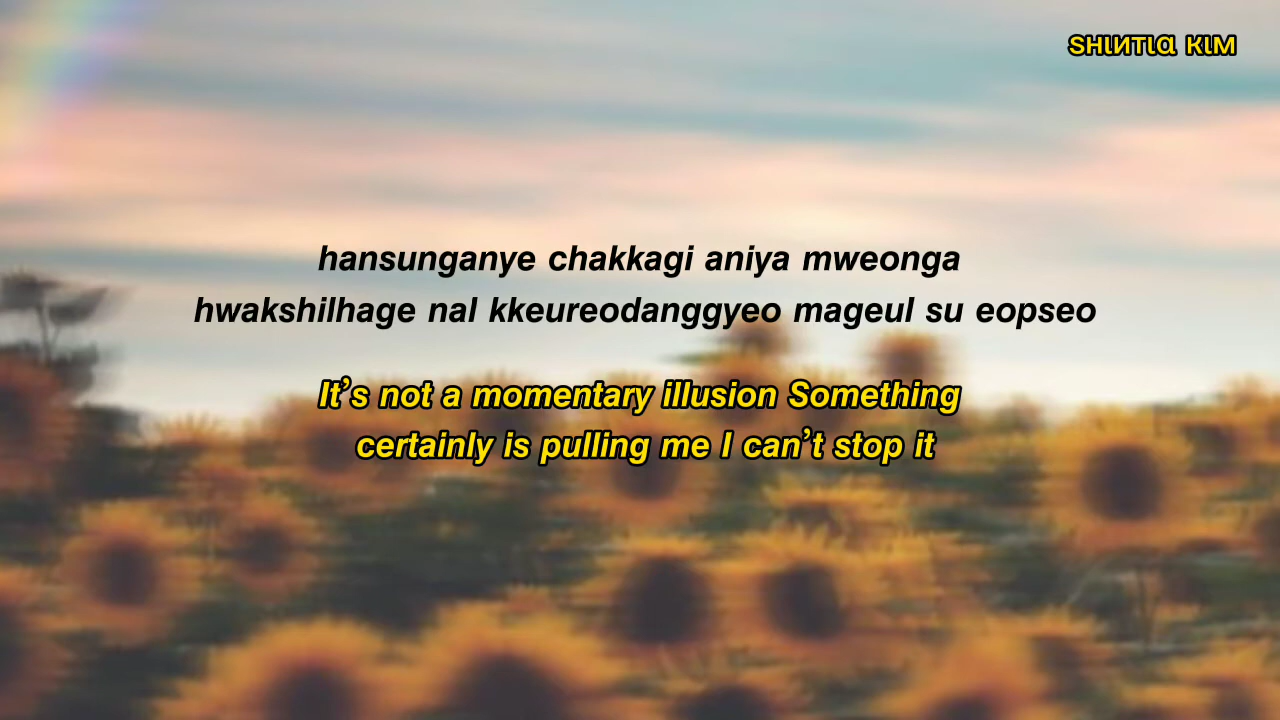 SHIИTIα KIM
hansunganye chakkagi aniya mweonga
hwakshilhage nal kkeureodanggyeo mageul su eopseo
It's not a momentary illusion Something
certainly is pulling me I can't stop it